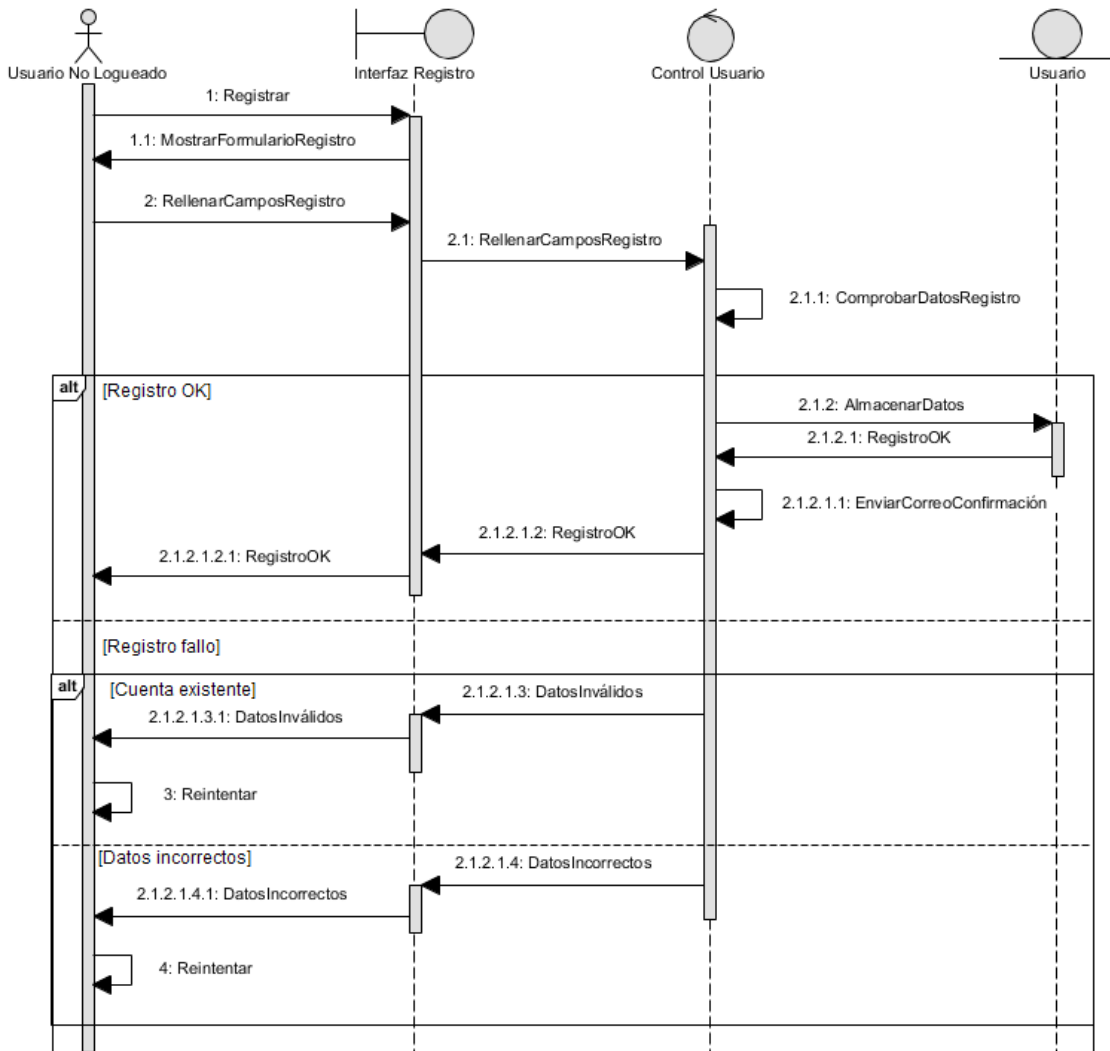 Usuario No Logueado
Interfaz Registro
Control Usuario
Usuario
1: Registrar
1.1: MostrarFormularioRegistro
2: RellenarCamposRegistro
2.1: RellenarCamposRegistro
2.1.1: ComprobarDatosRegistro
alt
[Registro OK]
2.1.2: AlmacenarDatos
2.1.2.1: RegistroOK
2.1.2.1.1: EnviarCorreoConfirmación
2.1.2.1.2: RegistroOK
2.1.2.1.2.1: RegistroOK
[Registro fallo]
alt
[Cuenta existente]
2.1.2.1.3: DatosInválidos
2.1.2.1.3.1: DatosInválidos
3: Reintentar
[Datos incorrectos]
2.1.2.1.4: DatosIncorrectos
2.1.2.1.4.1: DatosIncorrectos
4: Reintentar